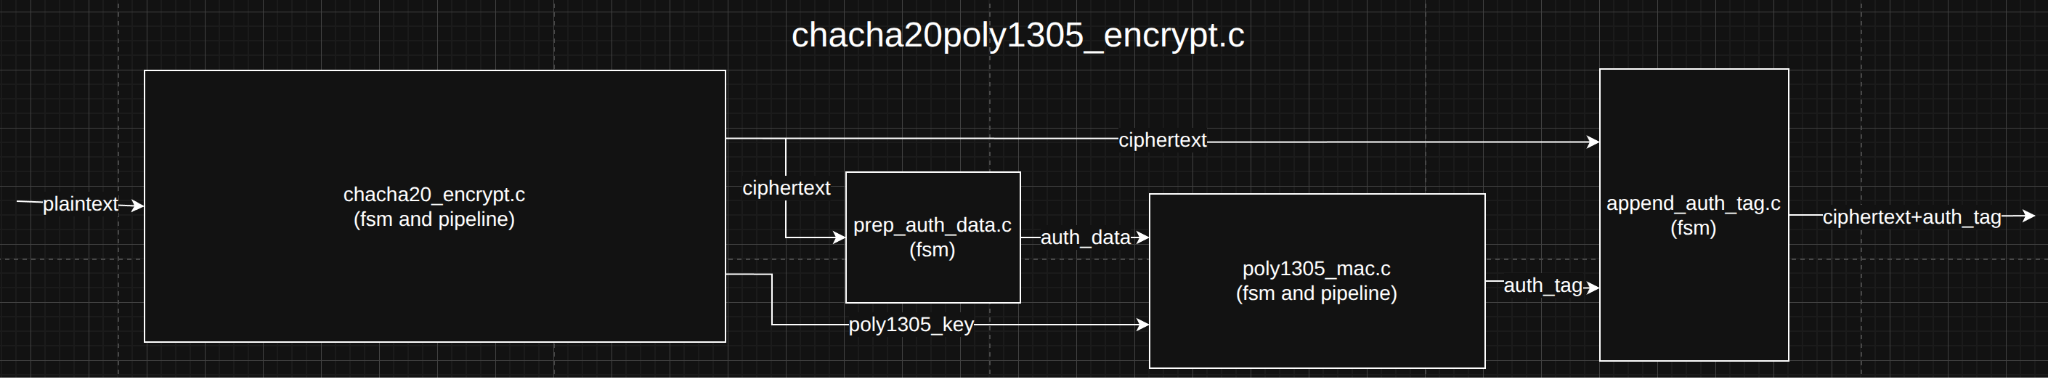 chacha20poly1305_encrypt.c
plaintext
chacha20_encrypt.c
(fsm and pipeline)
ciphertext
ciphertext
prep_auth_data.c
(fsm)
auth_data
poly1305_key
poly1305_mac.c
(fsm and pipeline)
auth_tag
append_auth_tag.c
(fsm)
ciphertext+auth_tag